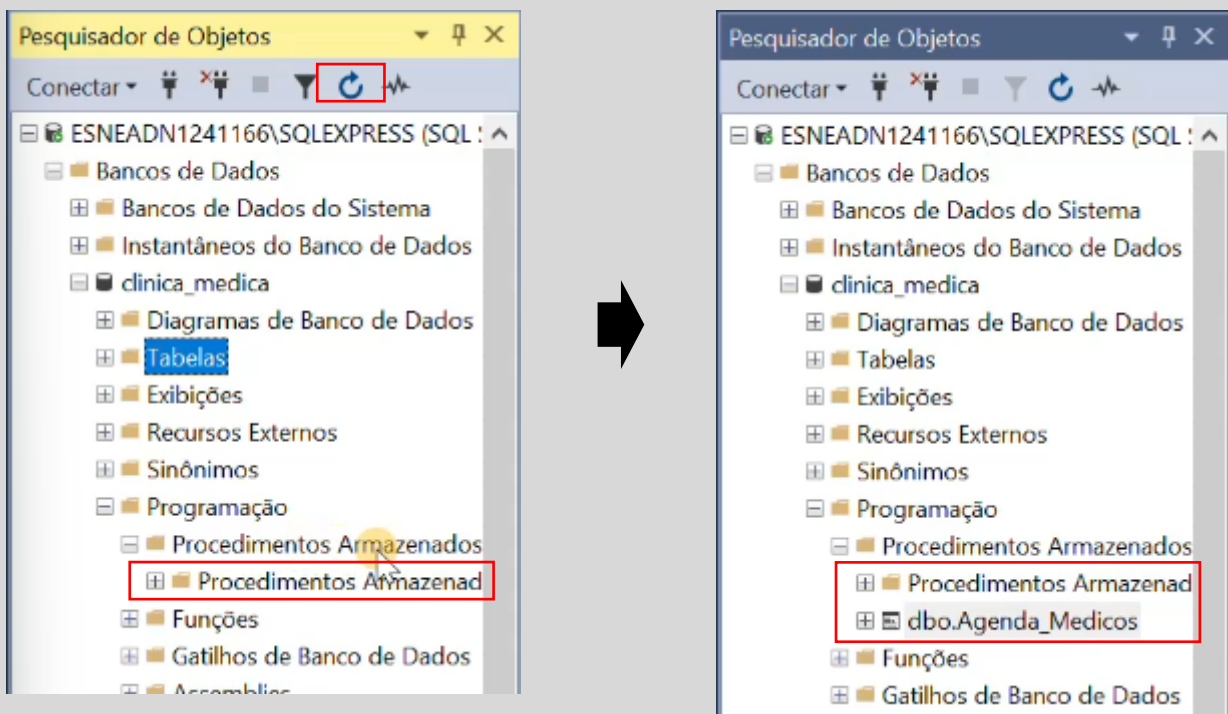 Pesquisador de Objetos
Conectar
ESNEADN1241166\SQLEXPRESS (SQL S
Bancos de Dados
Bancos de Dados do Sistema
Instantâneos do Banco de Dados
clinica_medica
Diagramas de Banco de Dados
Tabelas
Exibições
Recursos Externos
Sinônimos
Programação
Procedimentos Armazenados
Procedimentos Armazenad
Funções
Gatilhos de Banco de Dados
Assemblies
Pesquisador de Objetos
Conectar
ESNEADN1241166\SQLEXPRESS (SQL S
Bancos de Dados
Bancos de Dados do Sistema
Instantâneos do Banco de Dados
clinica_medica
Diagramas de Banco de Dados
Tabelas
Exibições
Recursos Externos
Sinônimos
Programação
Procedimentos Armazenados
Procedimentos Armazenad
dbo.Agenda_Medicos
Funções
Gatilhos de Banco de Dados